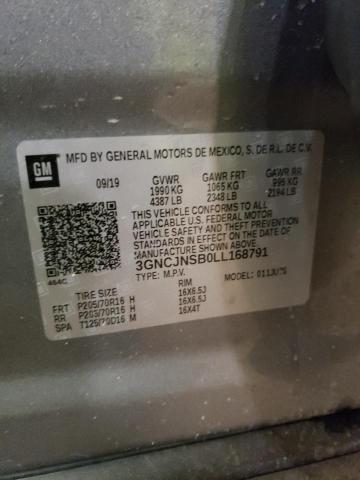 GM
MFD BY GENERAL MOTORS DE MEXICO, S. DE R.L. DE C.V.
09/19 GVWR GAWR FRT GAWR RR
1990 KG 1065 KG 995 KG
4387 LB 2348 LB 2194 LB
THIS VEHICLE CONFORMS TO ALL
APPLICABLE U.S. FEDERAL MOTOR
VEHICLE SAFETY AND THEFT PREVENTION
STANDARDS IN EFFECT ON THE DATE OF
MANUFACTURE SHOWN ABOVE.
3GNCJNSB0LL168791
TYPE: M.P.V. MODEL: 011JU76
464C
TIRE SIZE RIM
FRT P205/70R16 H 16X6.5J
RR P205/70R16 H 16X6.5J
SPA T125/70D16 M 16X4T